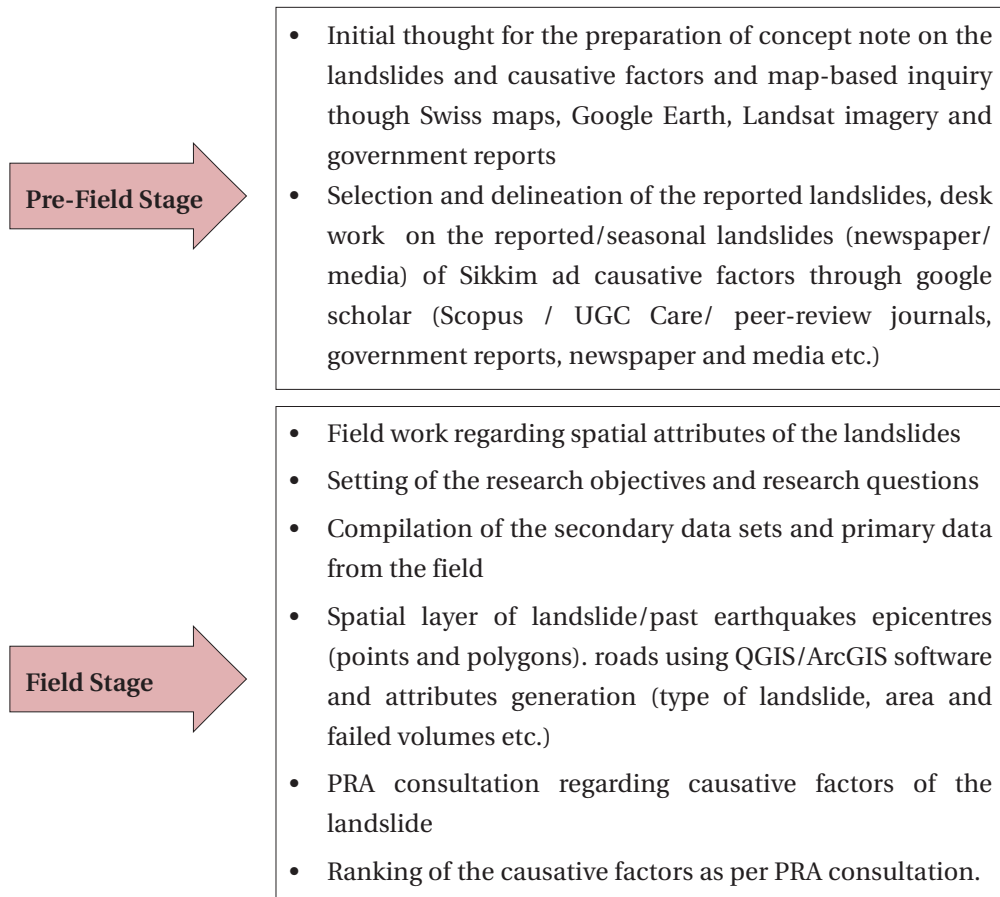 Pre-Field Stage
• Initial thought for the preparation of concept note on the
landslides and causative factors and map-based inquiry
though Swiss maps, Google Earth, Landsat imagery and
government reports
• Selection and delineation of the reported landslides, desk
work on the reported/seasonal landslides (newspaper/
media) of Sikkim ad causative factors through google
scholar (Scopus / UGC Care/ peer-review journals,
government reports, newspaper and media etc.)
Field Stage
• Field work regarding spatial attributes of the landslides
• Setting of the research objectives and research questions
• Compilation of the secondary data sets and primary data
from the field
• Spatial layer of landslide/past earthquakes epicentres
(points and polygons). roads using QGIS/ArcGIS software
and attributes generation (type of landslide, area and
failed volumes etc.)
• PRA consultation regarding causative factors of the
landslide
• Ranking of the causative factors as per PRA consultation.